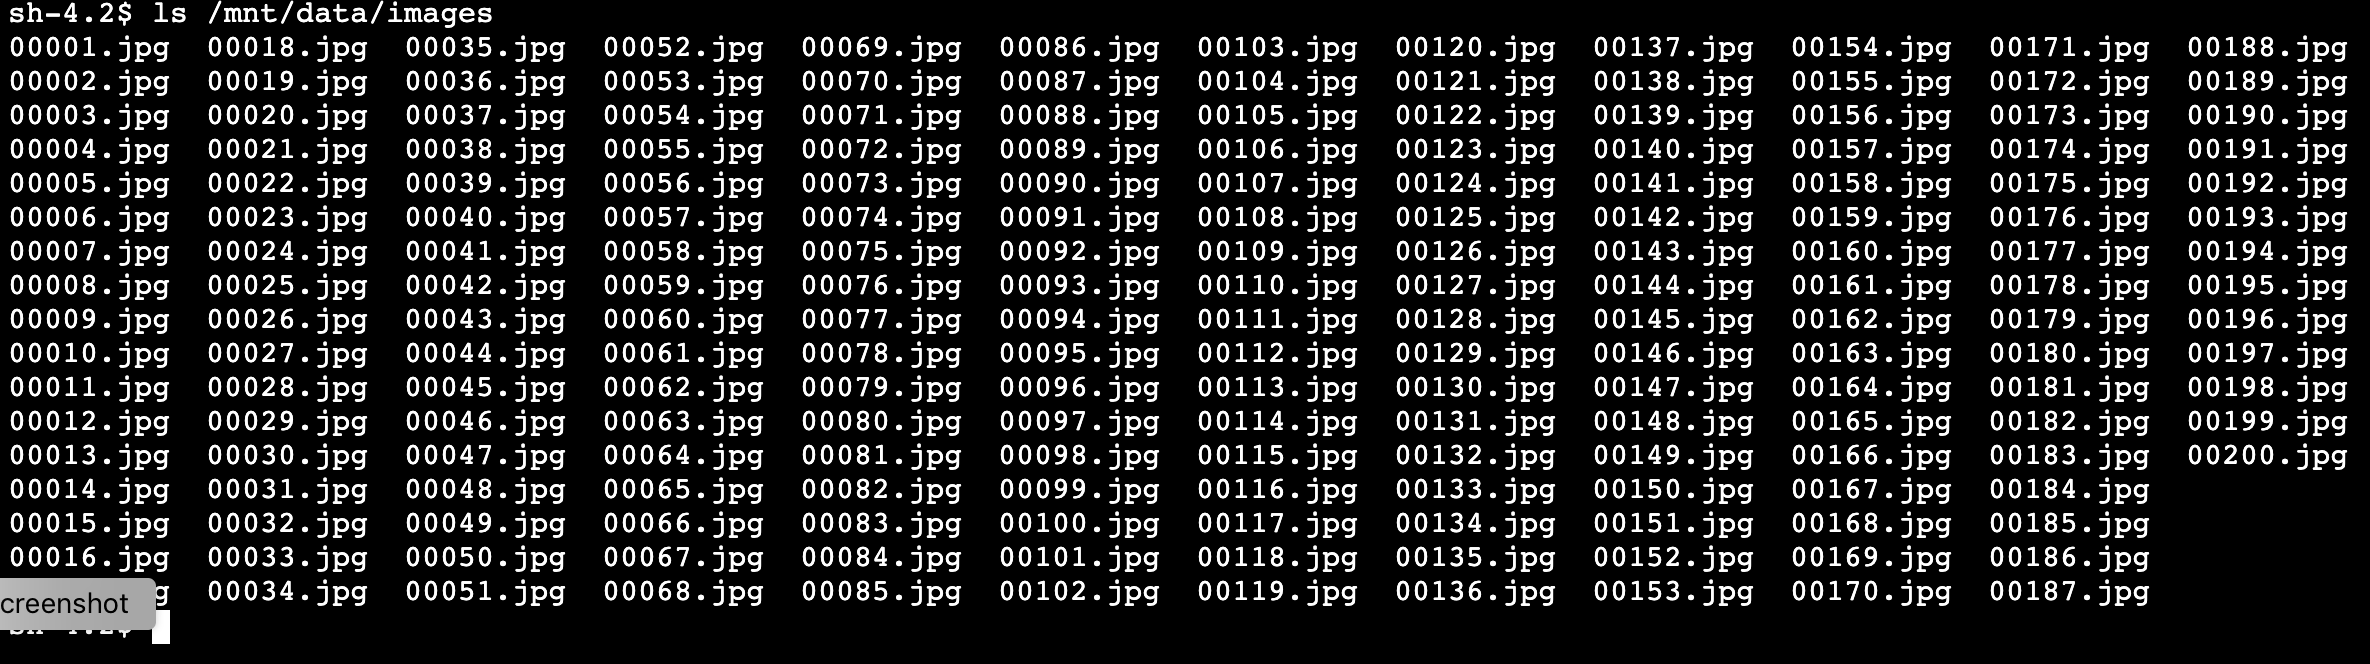 sh-4.2$ ls /mnt/data/images
00001.jpg 00018.jpg 00035.jpg 00052.jpg 00069.jpg 00086.jpg 00103.jpg 00120.jpg 00137.jpg 00154.jpg 00171.jpg 00188.jpg
00002.jpg 00019.jpg 00036.jpg 00053.jpg 00070.jpg 00087.jpg 00104.jpg 00121.jpg 00138.jpg 00155.jpg 00172.jpg 00189.jpg
00003.jpg 00020.jpg 00037.jpg 00054.jpg 00071.jpg 00088.jpg 00105.jpg 00122.jpg 00139.jpg 00156.jpg 00173.jpg 00190.jpg
00004.jpg 00021.jpg 00038.jpg 00055.jpg 00072.jpg 00089.jpg 00106.jpg 00123.jpg 00140.jpg 00157.jpg 00174.jpg 00191.jpg
00005.jpg 00022.jpg 00039.jpg 00056.jpg 00073.jpg 00090.jpg 00107.jpg 00124.jpg 00141.jpg 00158.jpg 00175.jpg 00192.jpg
00006.jpg 00023.jpg 00040.jpg 00057.jpg 00074.jpg 00091.jpg 00108.jpg 00125.jpg 00142.jpg 00159.jpg 00176.jpg 00193.jpg
00007.jpg 00024.jpg 00041.jpg 00058.jpg 00075.jpg 00092.jpg 00109.jpg 00126.jpg 00143.jpg 00160.jpg 00177.jpg 00194.jpg
00008.jpg 00025.jpg 00042.jpg 00059.jpg 00076.jpg 00093.jpg 00110.jpg 00127.jpg 00144.jpg 00161.jpg 00178.jpg 00195.jpg
00009.jpg 00026.jpg 00043.jpg 00060.jpg 00077.jpg 00094.jpg 00111.jpg 00128.jpg 00145.jpg 00162.jpg 00179.jpg 00196.jpg
00010.jpg 00027.jpg 00044.jpg 00061.jpg 00078.jpg 00095.jpg 00112.jpg 00129.jpg 00146.jpg 00163.jpg 00180.jpg 00197.jpg
00011.jpg 00028.jpg 00045.jpg 00062.jpg 00079.jpg 00096.jpg 00113.jpg 00130.jpg 00147.jpg 00164.jpg 00181.jpg 00198.jpg
00012.jpg 00029.jpg 00046.jpg 00063.jpg 00080.jpg 00097.jpg 00114.jpg 00131.jpg 00148.jpg 00165.jpg 00182.jpg 00199.jpg
00013.jpg 00030.jpg 00047.jpg 00064.jpg 00081.jpg 00098.jpg 00115.jpg 00132.jpg 00149.jpg 00166.jpg 00183.jpg 00200.jpg
00014.jpg 00031.jpg 00048.jpg 00065.jpg 00082.jpg 00099.jpg 00116.jpg 00133.jpg 00150.jpg 00167.jpg 00184.jpg
00015.jpg 00032.jpg 00049.jpg 00066.jpg 00083.jpg 00100.jpg 00117.jpg 00134.jpg 00151.jpg 00168.jpg 00185.jpg
00016.jpg 00033.jpg 00050.jpg 00067.jpg 00084.jpg 00101.jpg 00118.jpg 00135.jpg 00152.jpg 00169.jpg 00186.jpg
g 00034.jpg 00051.jpg 00068.jpg 00085.jpg 00102.jpg 00119.jpg 00136.jpg 00153.jpg 00170.jpg 00187.jpg
creenshot